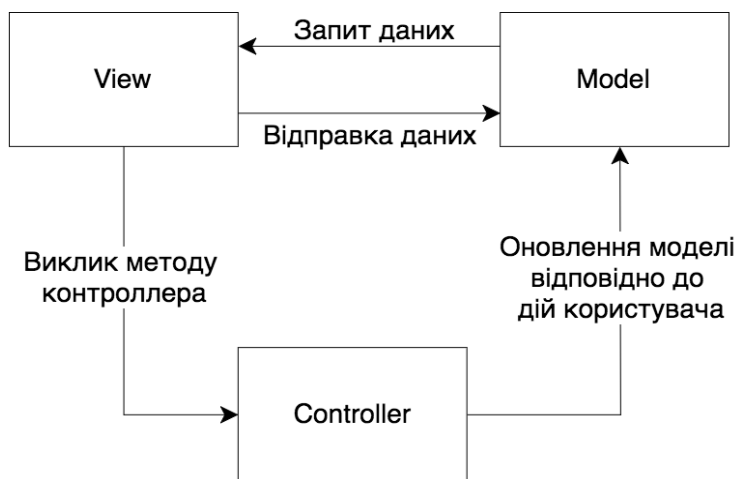 Запит даних
View
Model
Відправка даних
Виклик методу
контроллера
Оновлення моделі
відповідно до
дій користувача
Controller